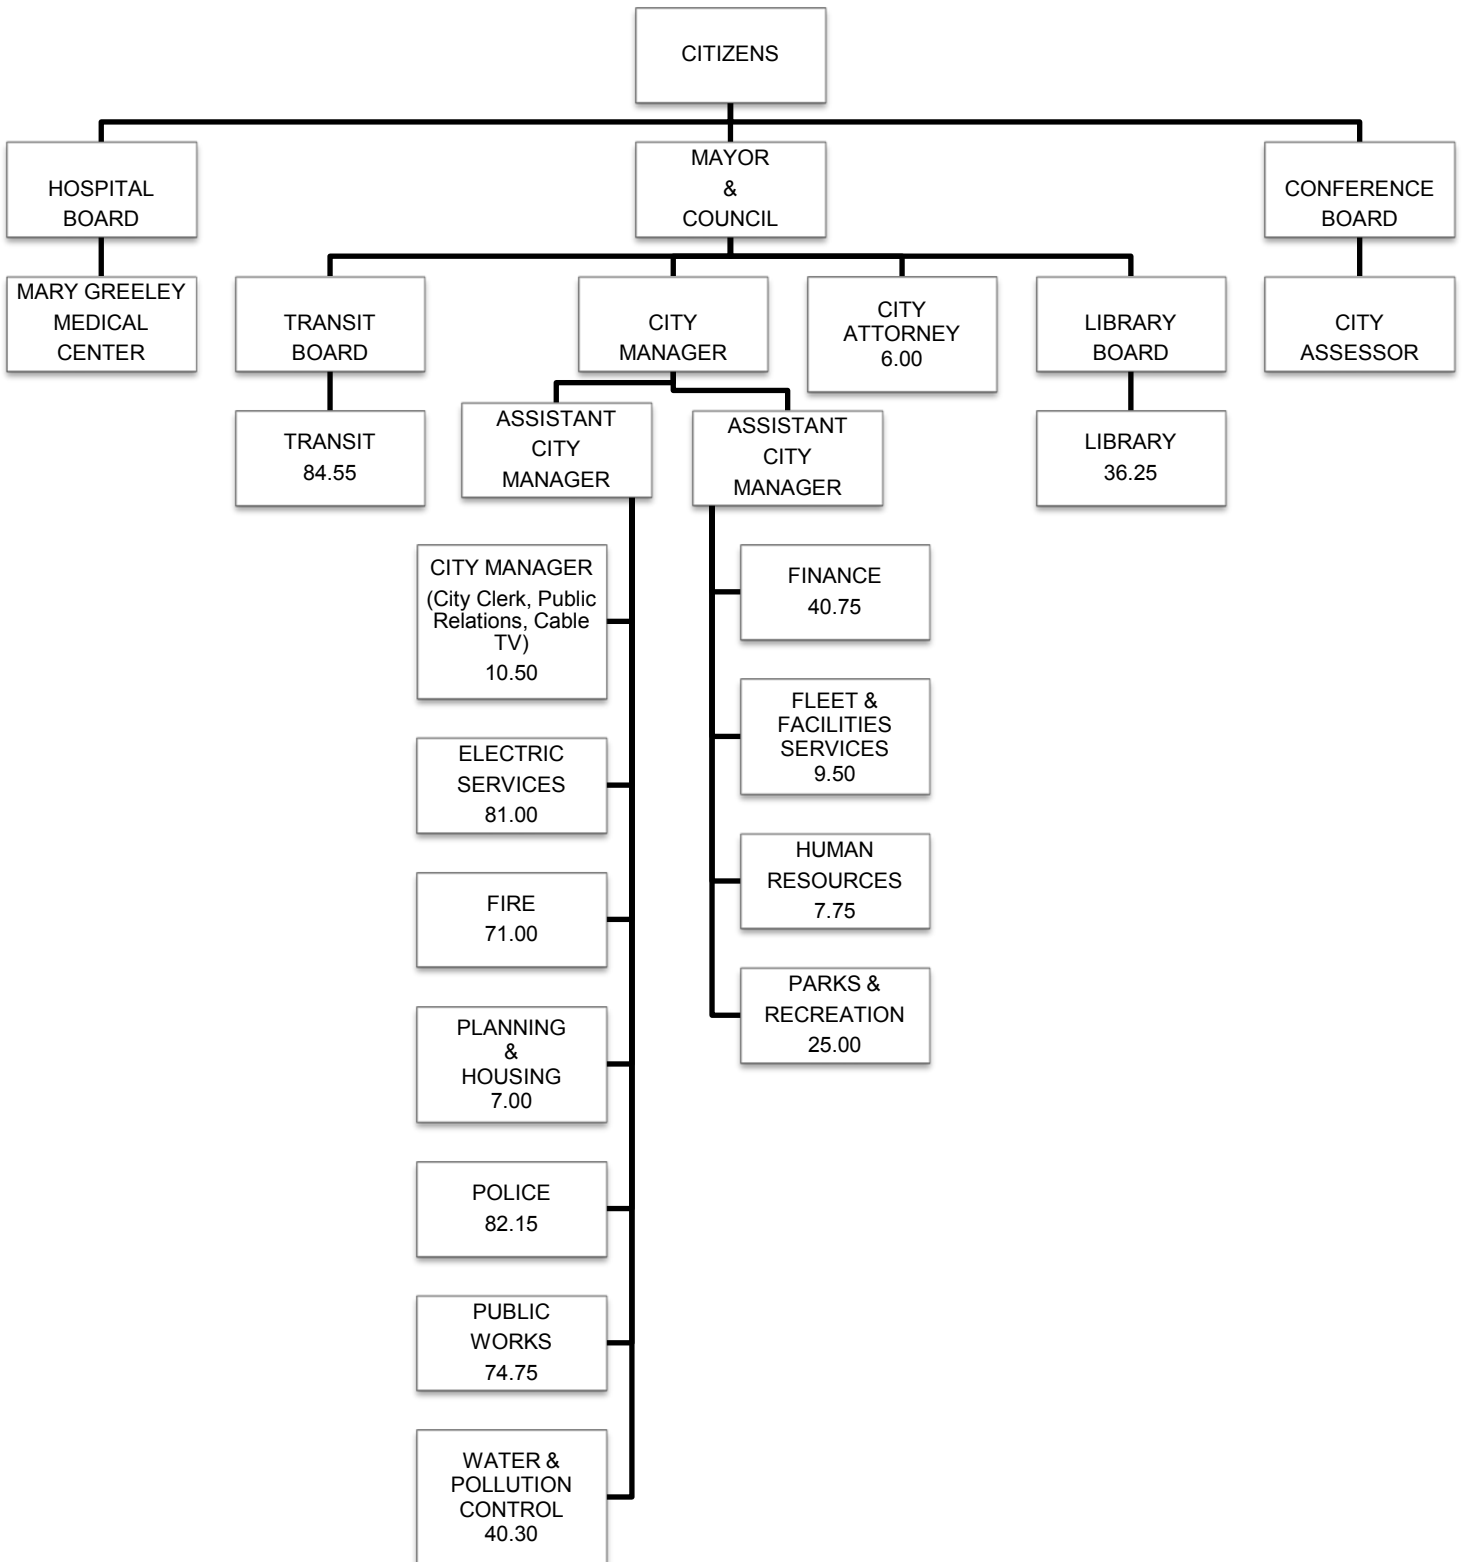 CITIZENS
HOSPITAL
BOARD
MAYOR
&
COUNCIL
CONFERENCE
BOARD
MARY GREELEY
MEDICAL
CENTER
TRANSIT
BOARD
CITY
MANAGER
CITY
ATTORNEY
6.00
LIBRARY
BOARD
CITY
ASSESSOR
TRANSIT
84.55
ASSISTANT
CITY
MANAGER
ASSISTANT
CITY
MANAGER
LIBRARY
36.25
CITY MANAGER
(City Clerk, Public
Relations, Cable
TV)
10.50
ELECTRIC
SERVICES
81.00
FIRE
71.00
PLANNING
&
HOUSING
7.00
POLICE
82.15
PUBLIC
WORKS
74.75
WATER &
POLLUTION
CONTROL
40.30
FINANCE
40.75
FLEET &
FACILITIES
SERVICES
9.50
HUMAN
RESOURCES
7.75
PARKS &
RECREATION
25.00